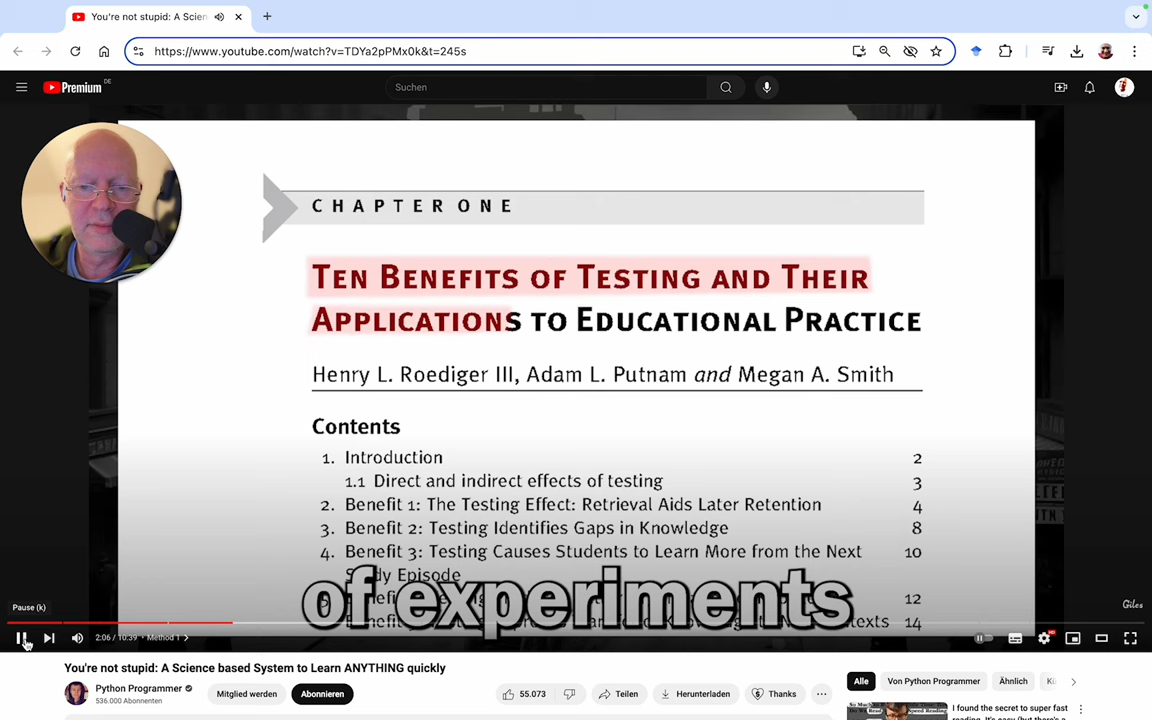 You're not stupid: A Scien
https://www.youtube.com/watch?v=TDYa2pPMx0k&t=245s
Premium DE
Suchen
CHAPTER ONE
TEN BENEFITS OF TESTING AND THEIR
APPLICATIONS TO EDUCATIONAL PRACTICE
Henry L. Roediger III, Adam L. Putnam and Megan A. Smith
Contents
1. Introduction 2
1.1 Direct and indirect effects of testing 3
2. Benefit 1: The Testing Effect: Retrieval Aids Later Retention 4
3. Benefit 2: Testing Identifies Gaps in Knowledge 8
4. Benefit 3: Testing Causes Students to Learn More from the Next 10
Study Episode
12
14
of experiments
Giles
Pause (k)
2:06 / 10:39 • Method 1
HD
You're not stupid: A Science based System to Learn ANYTHING quickly
Python Programmer
536.000 Abonnenten
Mitglied werden
Abonnieren
55.073
Teilen
Herunterladen
Thanks
Alle
Von Python Programmer
Ähnlich
I found the secret to super fast